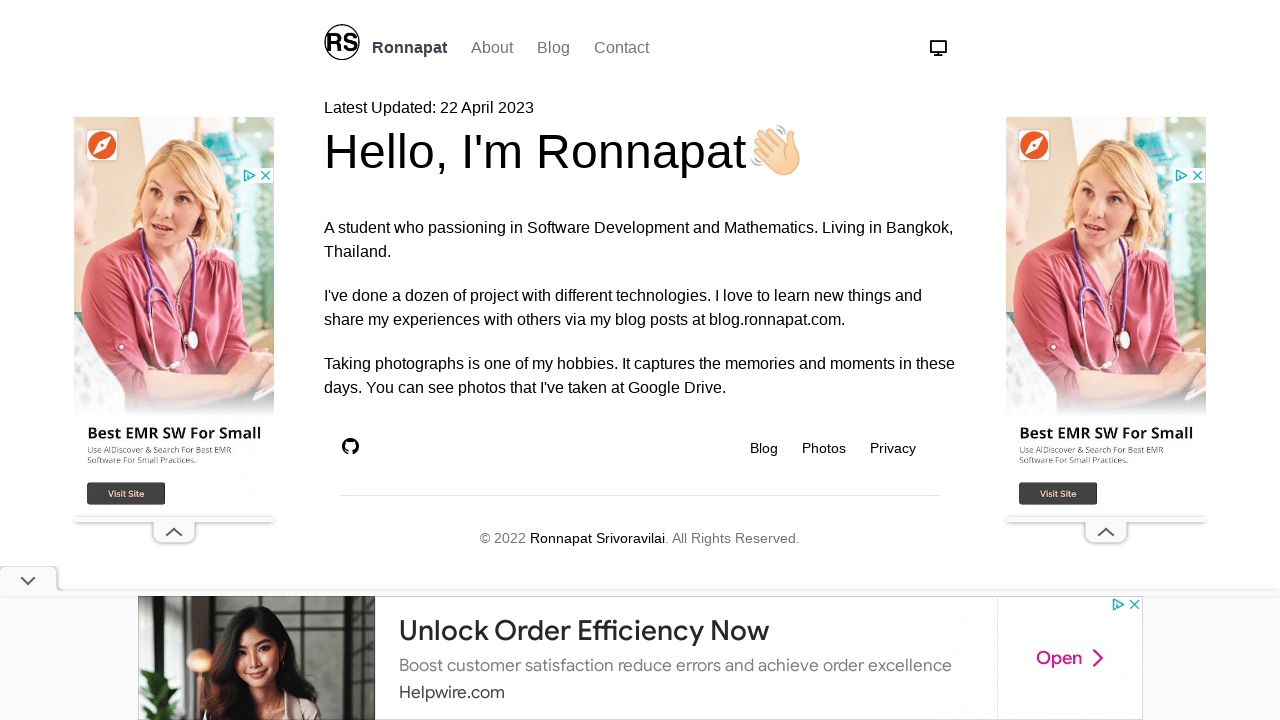 RS
Ronnapat About Blog Contact
Latest Updated: 22 April 2023
Hello, I'm Ronnapat
A student who passioning in Software Development and Mathematics. Living in Bangkok,
Thailand.
I've done a dozen of project with different technologies. I love to learn new things and
share my experiences with others via my blog posts at blog.ronnapat.com.
Taking photographs is one of my hobbies. It captures the memories and moments in these
days. You can see photos that I've taken at Google Drive.
Blog Photos Privacy
© 2022 Ronnapat Srivoravilai. All Rights Reserved.
Best EMR SW For Small
Use AIDiscover & Search For Best EMR
Software For Small Practices.
Visit Site
Best EMR SW For Small
Use AIDiscover & Search For Best EMR
Software For Small Practices.
Visit Site
Unlock Order Efficiency Now
Boost customer satisfaction reduce errors and achieve order excellence
Helpwire.com
Open